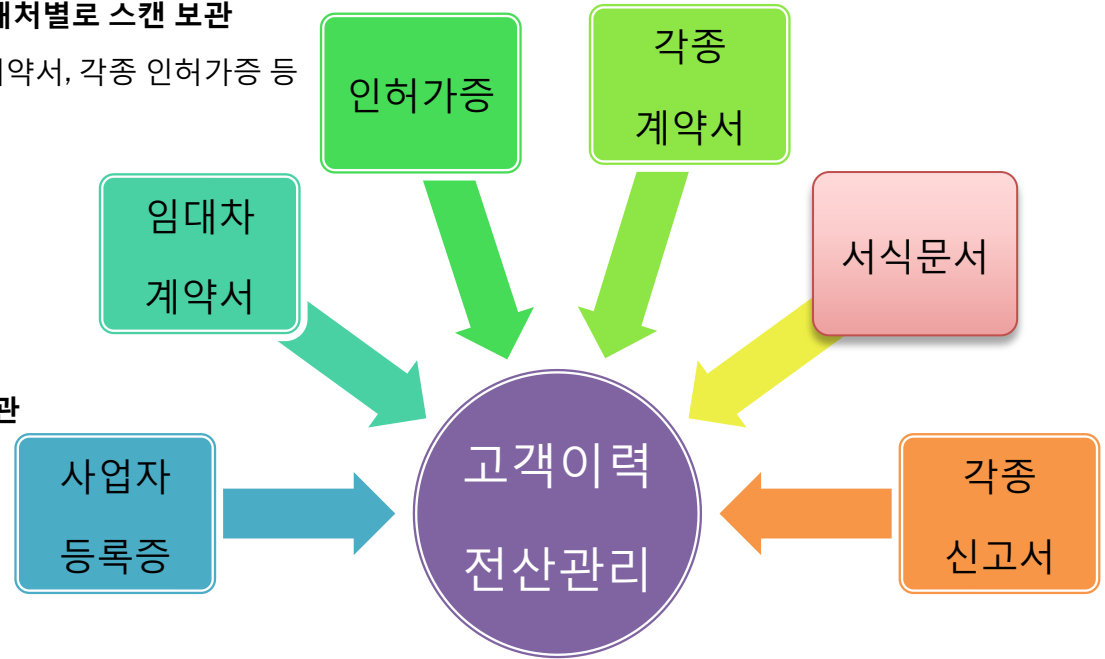 래처별로 스캔 보관
계약서, 각종 인허가증 등
인허가증
각종
계약서
임대차
계약서
서식문서
관
사업자
등록증
고객이력
전산관리
각종
신고서